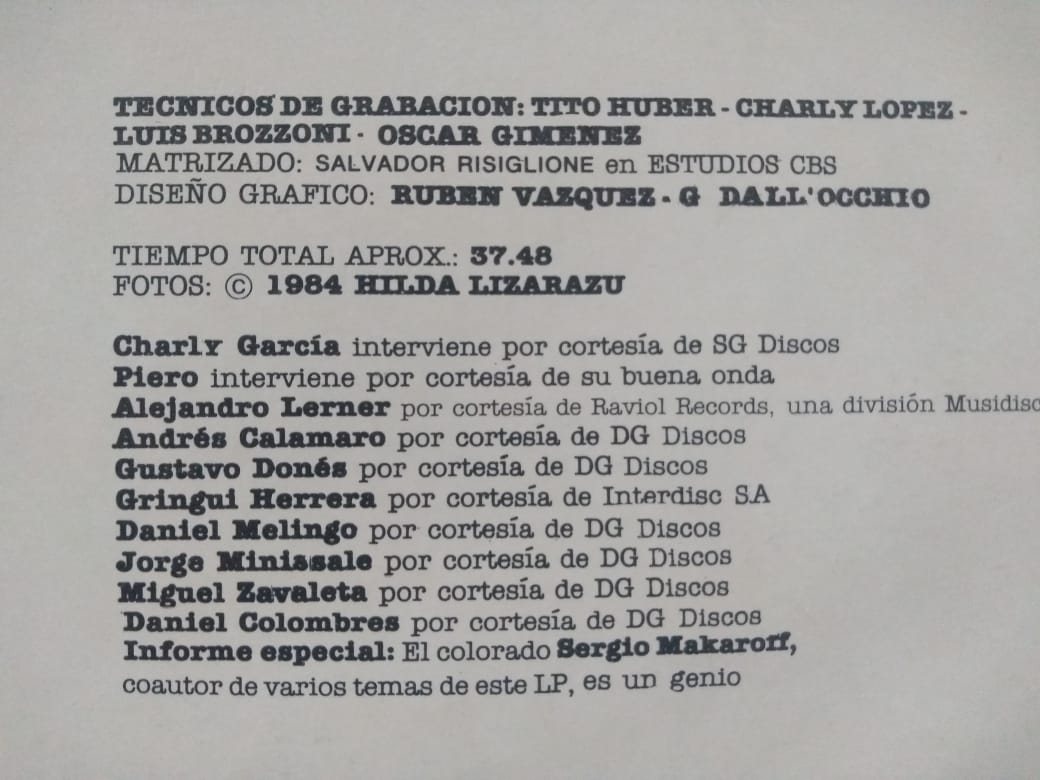 TECNICOS DE GRABACION: TITO HUBER - CHARLY LOPEZ -
LUIS BROZZONI - OSCAR GIMENEZ
MATRIZADO: SALVADOR RISIGLIONE en ESTUDIOS CBS
DISEÑO GRAFICO: RUBEN VAZQUEZ - G DALL'OCCHIO
TIEMPO TOTAL APROX.: 37.48
FOTOS: © 1984 HILDA LIZARAZU
Charly García interviene por cortesía de SG Discos
Piero interviene por cortesía de su buena onda
Alejandro Lerner por cortesía de Raviol Records, una división Musidisc
Andrés Calamaro por cortesía de DG Discos
Gustavo Donés por cortesía de DG Discos
Gringui Herrera por cortesía de Interdisc SA
Daniel Melingo por cortesía de DG Discos
Jorge Minissale por cortesía de DG Discos
Miguel Zavaleta por cortesía de DG Discos
Daniel Colombres por cortesía de DG Discos
Informe especial: El colorado Sergio Makaroff,
coautor de varios temas de este LP, es un genio